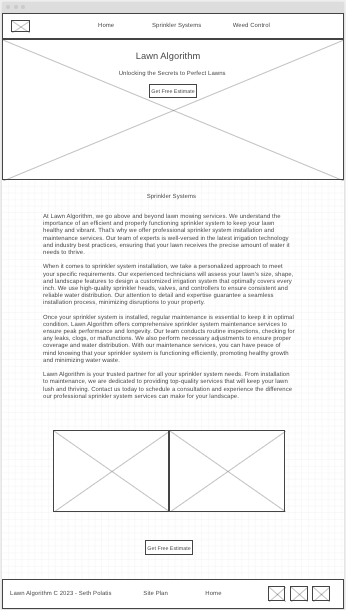 Home Sprinkler Systems Weed Control
Lawn Algorithm
Unlocking the Secrets to Perfect Lawns
Get Free Estimate
Sprinkler Systems
At Lawn Algorithm, we go above and beyond lawn mowing services. We understand the
importance of an efficient and properly functioning sprinkler system to keep your lawn
healthy and vibrant. That's why we offer professional sprinkler system installation and
maintenance services. Our team of experts is well-versed in the latest irrigation technology
and industry best practices, ensuring that your lawn receives the precise amount of water it
needs to thrive.
When it comes to sprinkler system installation, we take a personalized approach to meet
your specific requirements. Our experienced technicians will assess your lawn's size, shape,
and landscape features to design a customized irrigation system that optimally covers every
inch. We use high-quality sprinkler heads, valves, and controllers to ensure consistent and
reliable water distribution. Our attention to detail and expertise guarantee a seamless
installation process, minimizing disruptions to your property.
Once your sprinkler system is installed, regular maintenance is essential to keep it in optimal
condition. Lawn Algorithm offers comprehensive sprinkler system maintenance services to
ensure peak performance and longevity. Our team conducts routine inspections, checking for
any leaks, clogs, or malfunctions. We also perform necessary adjustments to ensure proper
coverage and water distribution. With our maintenance services, you can have peace of
mind knowing that your sprinkler system is functioning efficiently, promoting healthy growth
and minimizing water waste.
Lawn Algorithm is your trusted partner for all your sprinkler system needs. From installation
to maintenance, we are dedicated to providing top-quality services that will keep your lawn
lush and thriving. Contact us today to schedule a consultation and experience the difference
our professional sprinkler system services can make for your landscape.
Get Free Estimate
Lawn Algorithm C 2023 - Seth Polatis Site Plan Home